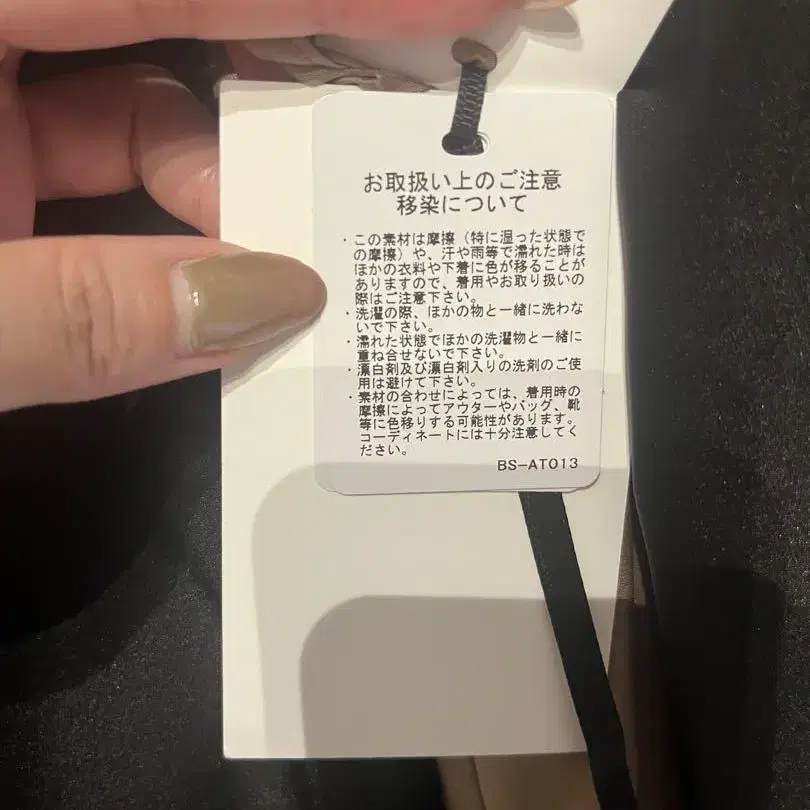 お取扱い上のご注意
移染について
・この素材は摩擦（特に湿った状態で
の摩擦）や、汗や雨等で濡れた時は
ほかの衣料や下着に色が移ることが
ありますので、着用やお取り扱いの
際はご注意下さい。
・洗濯の際、ほかの物と一緒に洗わな
いで下さい。
・濡れた状態でほかの洗濯物と一緒に
重ね合せないで下さい。
・漂白剤及び漂白剤入りの洗剤のご使
用は避けて下さい。
・素材の合わせによっては、着用時の
摩擦によってアウターやバッグ、靴
等に色移りする可能性があります。
コーディネートには十分注意してく
ださい。
BS-AT013